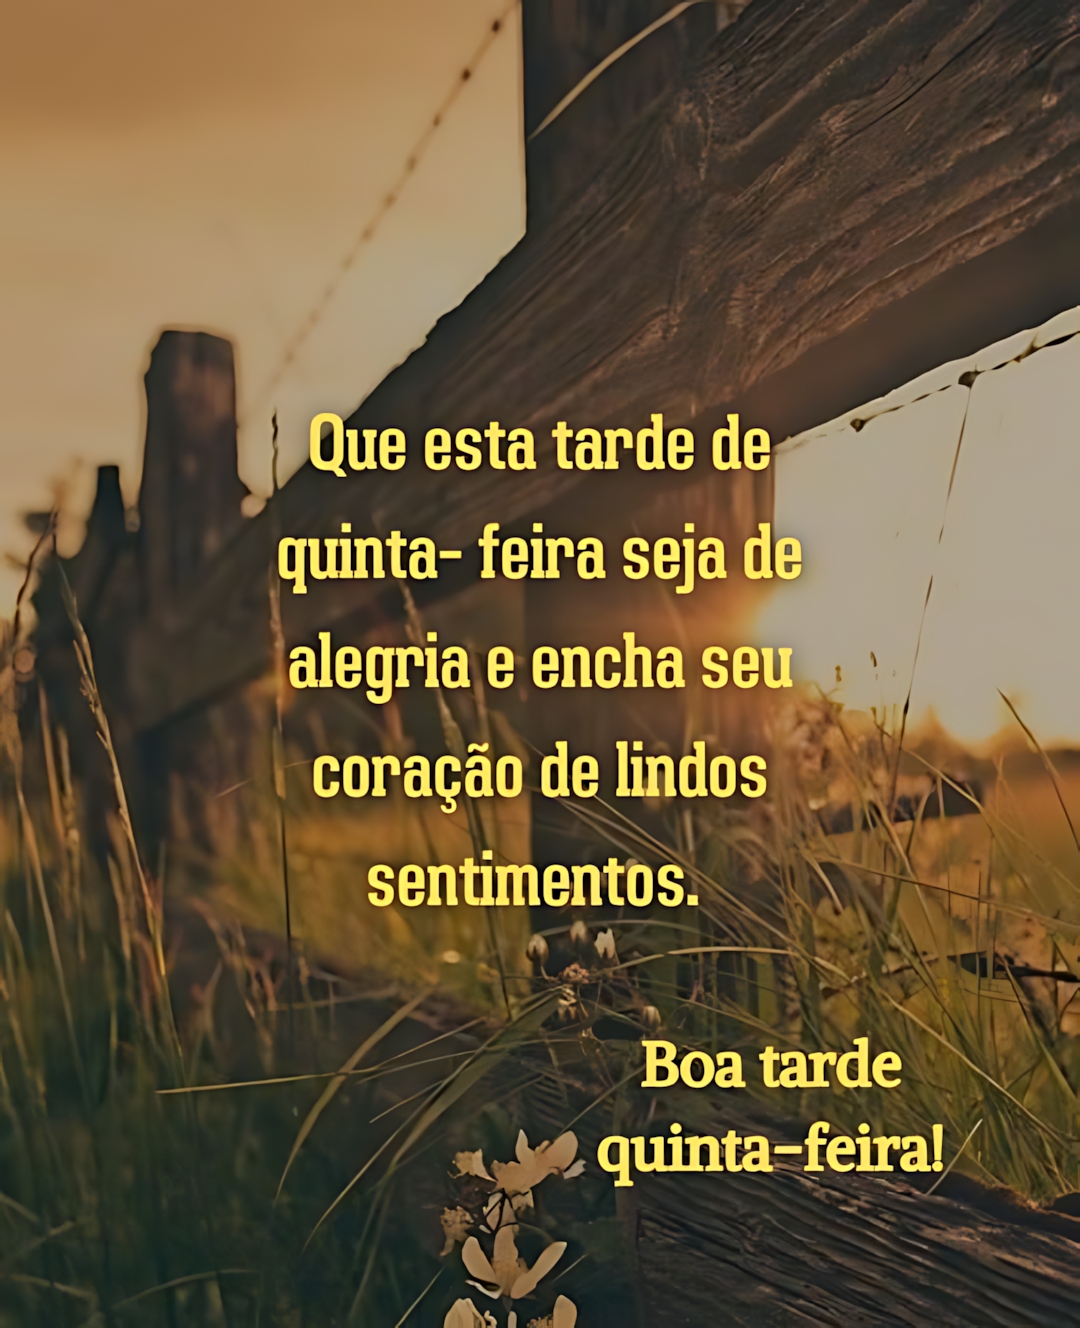 Que esta tarde de
quinta- feira seja de
alegria e encha seu
coração de lindos
sentimentos.
Boa tarde
quinta-feira!